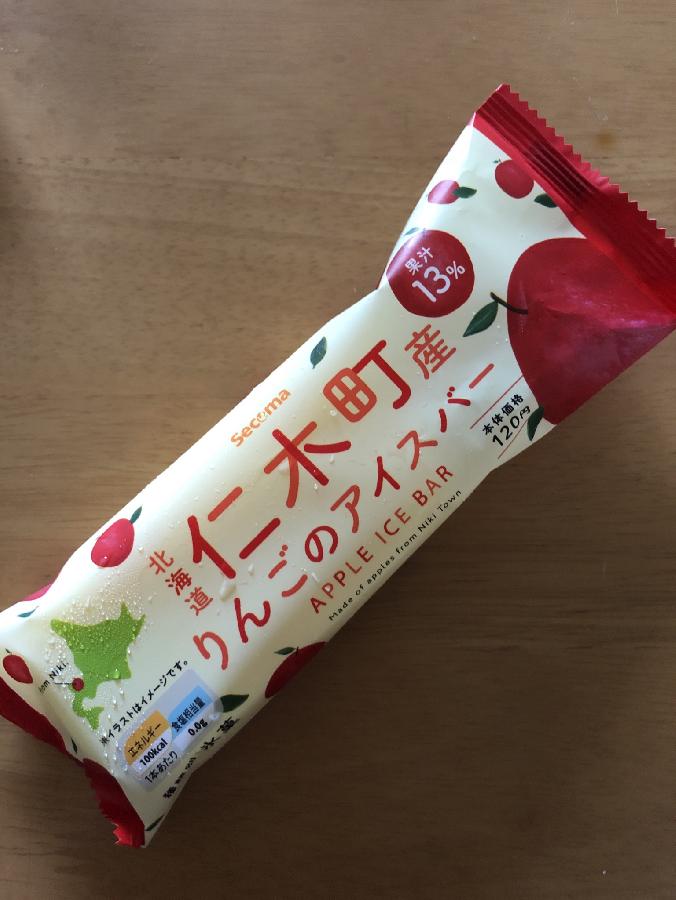 果汁
13%
Secoma
北海道
仁木町産
りんごのアイスバー
APPLE ICE BAR
Made of apples from Niki Town
本体価格
120円
Niki.
※イラストはイメージです。
エネルギー
100kcal
食塩相当量
0.0g
1本あたり
氷菓